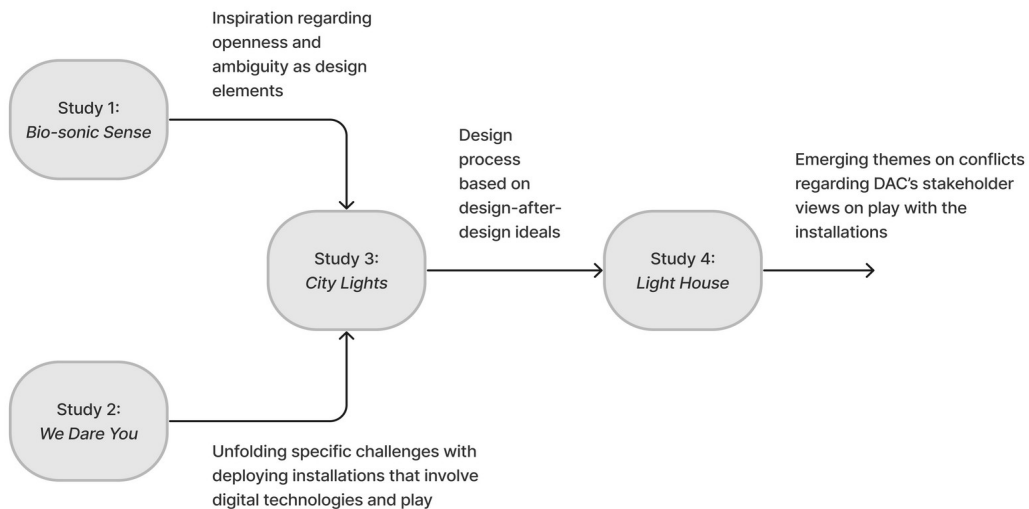 Inspiration regarding
openness and
ambiguity as design
elements
Study 1:
Bio-sonic Sense
Design
process
based on
design-after-
design ideals
Emerging themes on conflicts
regarding DAC's stakeholder
views on play with the
installations
Study 3:
City Lights
Study 4:
Light House
Study 2:
We Dare You
Unfolding specific challenges with
deploying installations that involve
digital technologies and play